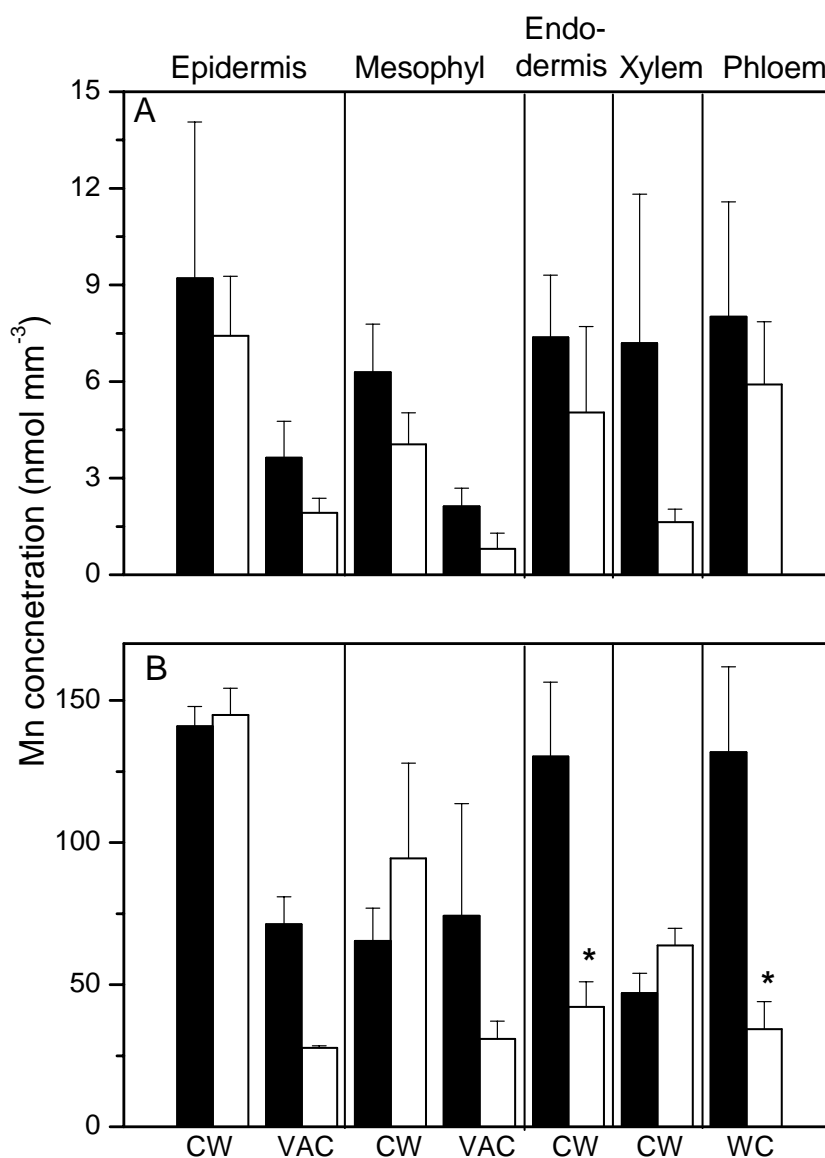 Endo-
Epidermis Mesophyl dermis Xylem Phloem
15
A
12
9
6
3
0
Mn concnetration (nmol mm-3)
B
150
100
50
0
*
*
CW VAC CW VAC CW CW WC